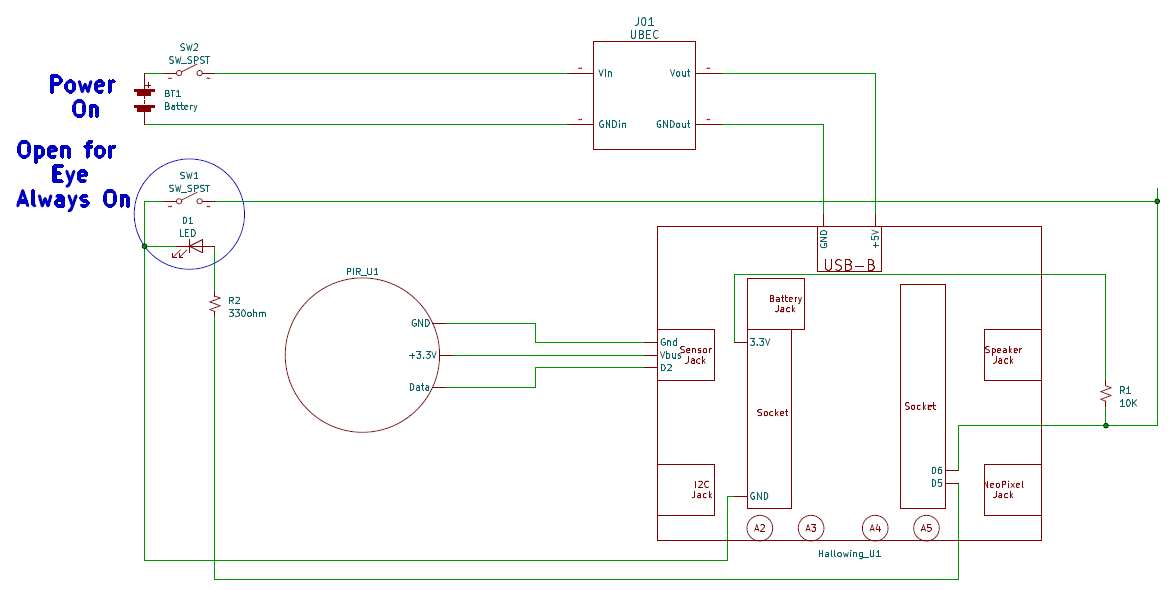 J01
UBEC
SW2
SW_SPST
VIn
Vout
Power
On
BT1
Battery
GNDin
GNDout
Open for
Eye
Always On
SW1
SW_SPST
D1
LED
GND
+5V
USB-B
PIR_U1
R2
330ohm
Battery
Jack
GND
+3.3V
Data
Gnd
Vbus
D2
Sensor
Jack
3.3V
Speaker
Jack
R1
10K
Socket
Socket
D6
D5
I2C
Jack
GND
NeoPixel
Jack
A2
A3
A4
A5
Hallowing_U1